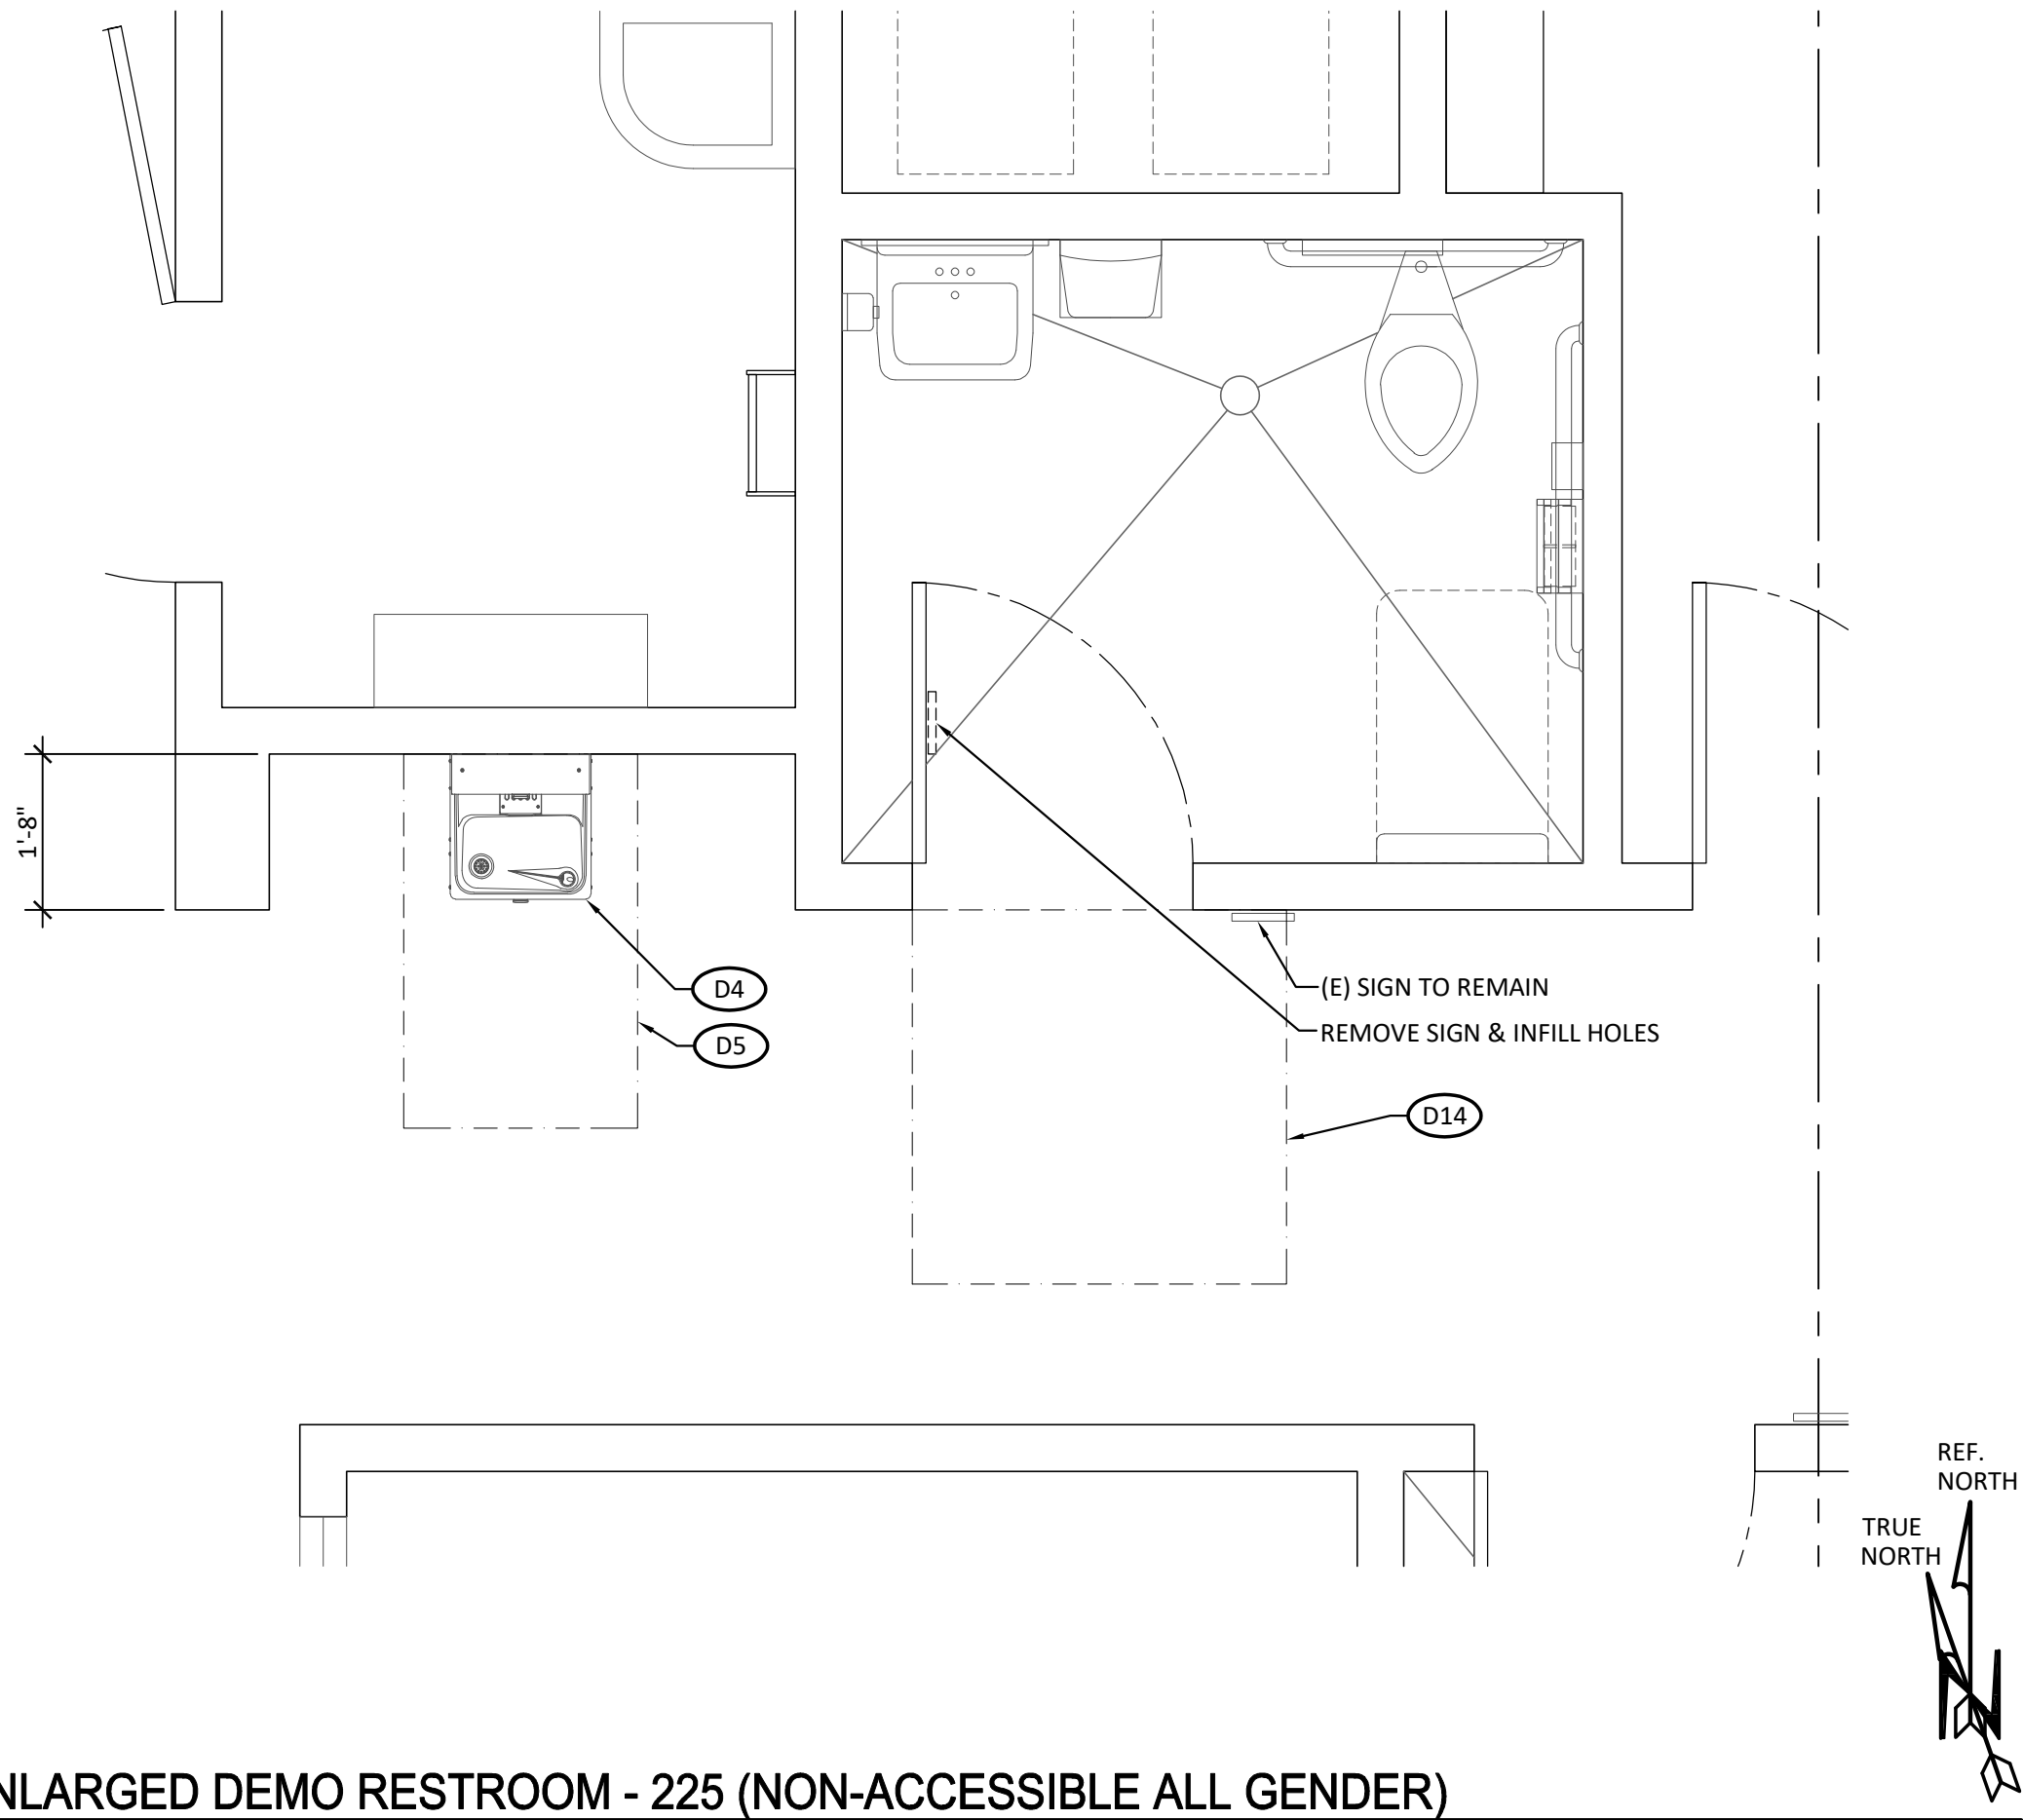 1'-8"
D4
D5
(E) SIGN TO REMAIN
REMOVE SIGN & INFILL HOLES
D14
REF.
NORTH
TRUE
NORTH
NLARGED DEMO RESTROOM - 225 (NON-ACCESSIBLE ALL GENDER)